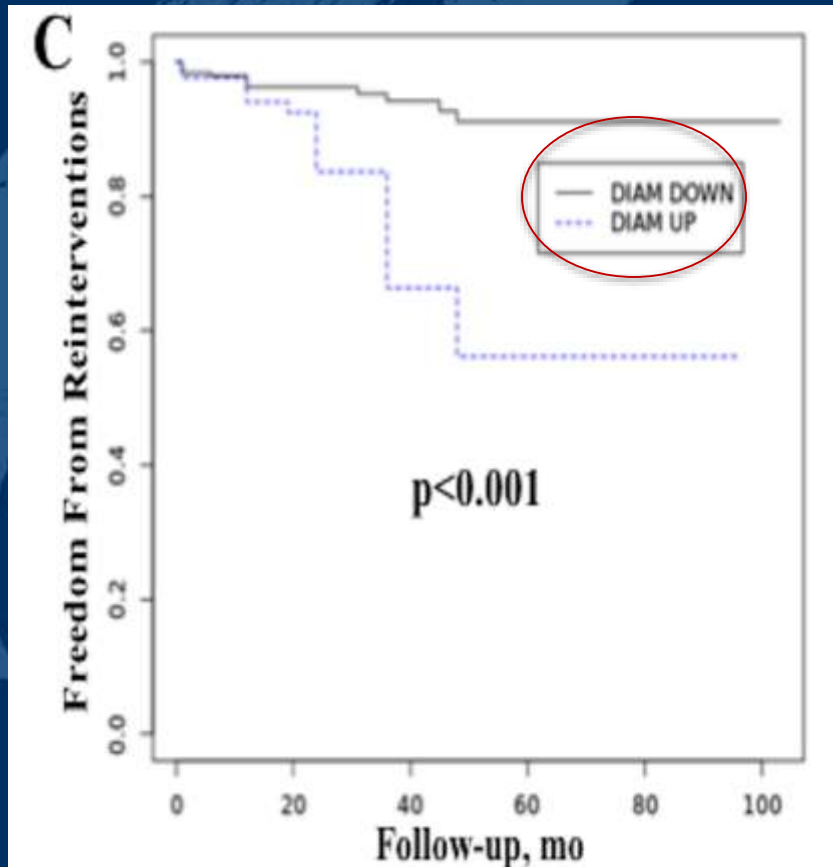 C
Freedom From Reinterventions
1.0
0.8
0.6
0.4
0.2
0.0
DIAM DOWN
DIAM UP
p<0.001
0 20 40 60 80 100
Follow-up, mo